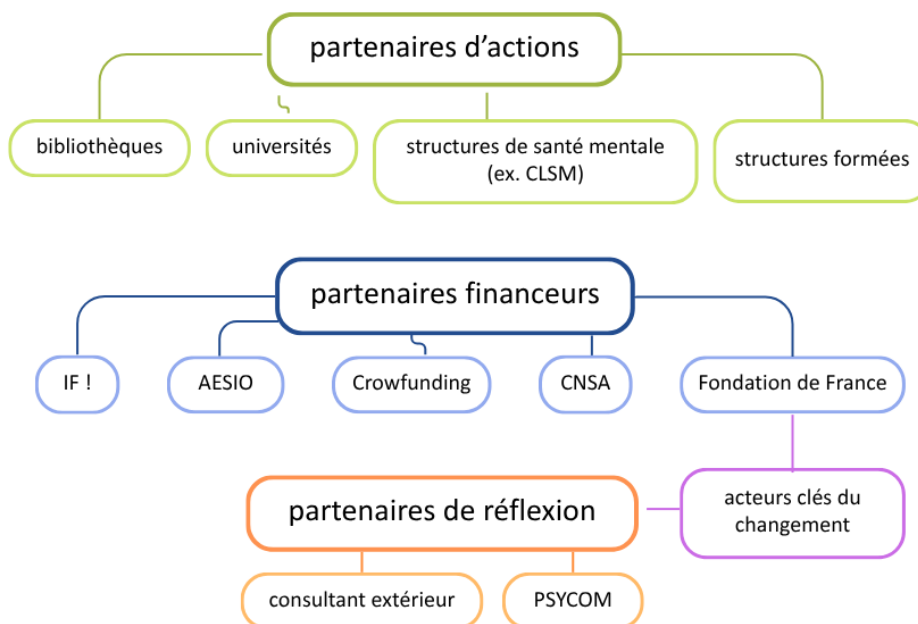 partenaires d’actions
bibliothèques
universités
structures de santé mentale
(ex. CLSM)
structures formées
partenaires financeurs
IF !
AESIO
Crowfunding
CNSA
Fondation de France
partenaires de réflexion
acteurs clés du
changement
consultant extérieur
PSYCOM